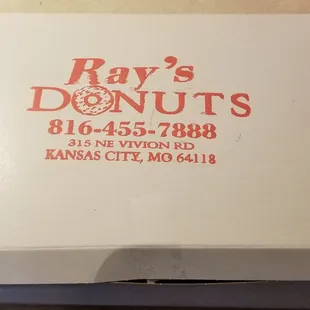 Ray's
DONUTS
816-455-7888
315 NE VIVION RD
KANSAS CITY, MO 64118